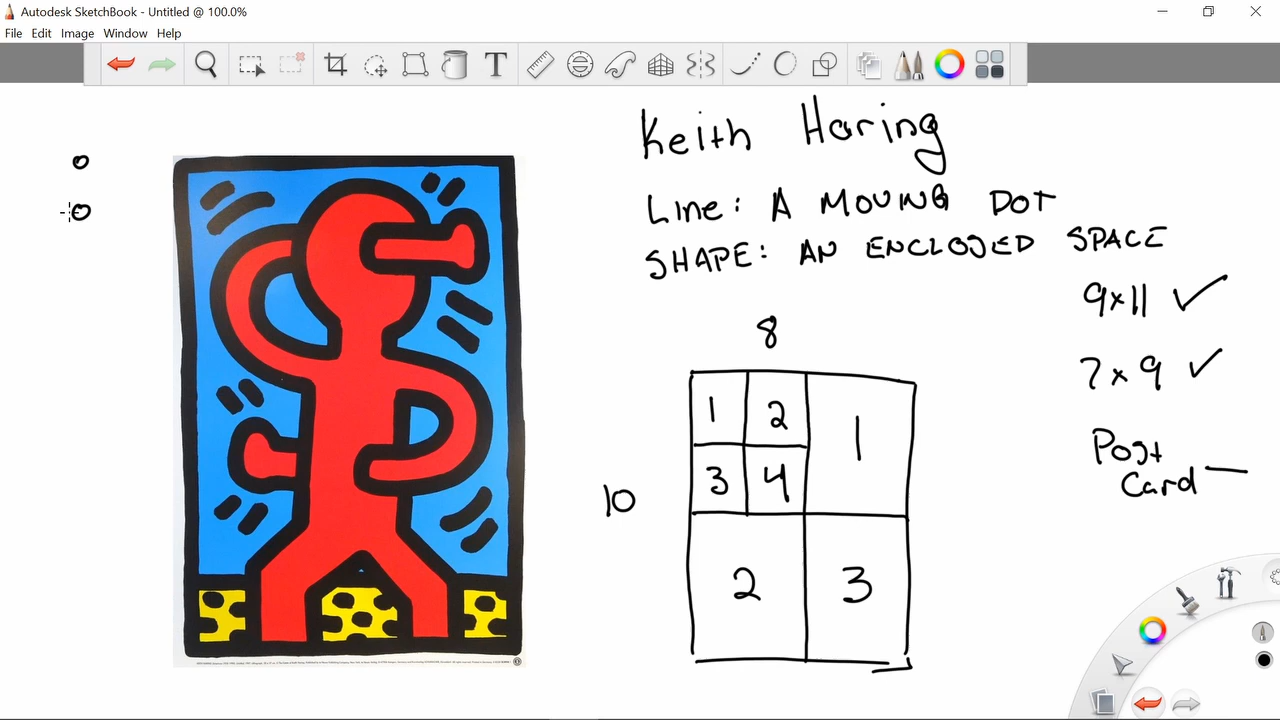 Autodesk SketchBook - Untitled @ 100.0%
File Edit Image Window Help
T
Keith Haring
Line: A MOVING DOT
SHAPE: AN ENCLOSED SPACE
9x11 ✓
7x9 ✓
Post
Card —
8
10
1 2 1
3 4
2 3